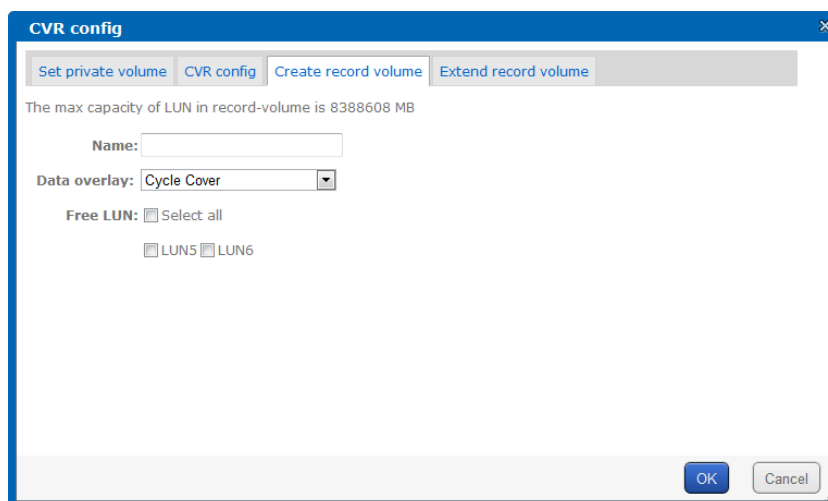 CVR config
Set private volume CVR config Create record volume Extend record volume
The max capacity of LUN in record-volume is 8388608 MB
Name:
Data overlay: Cycle Cover
Free LUN: Select all
LUN5 LUN6
OK Cancel